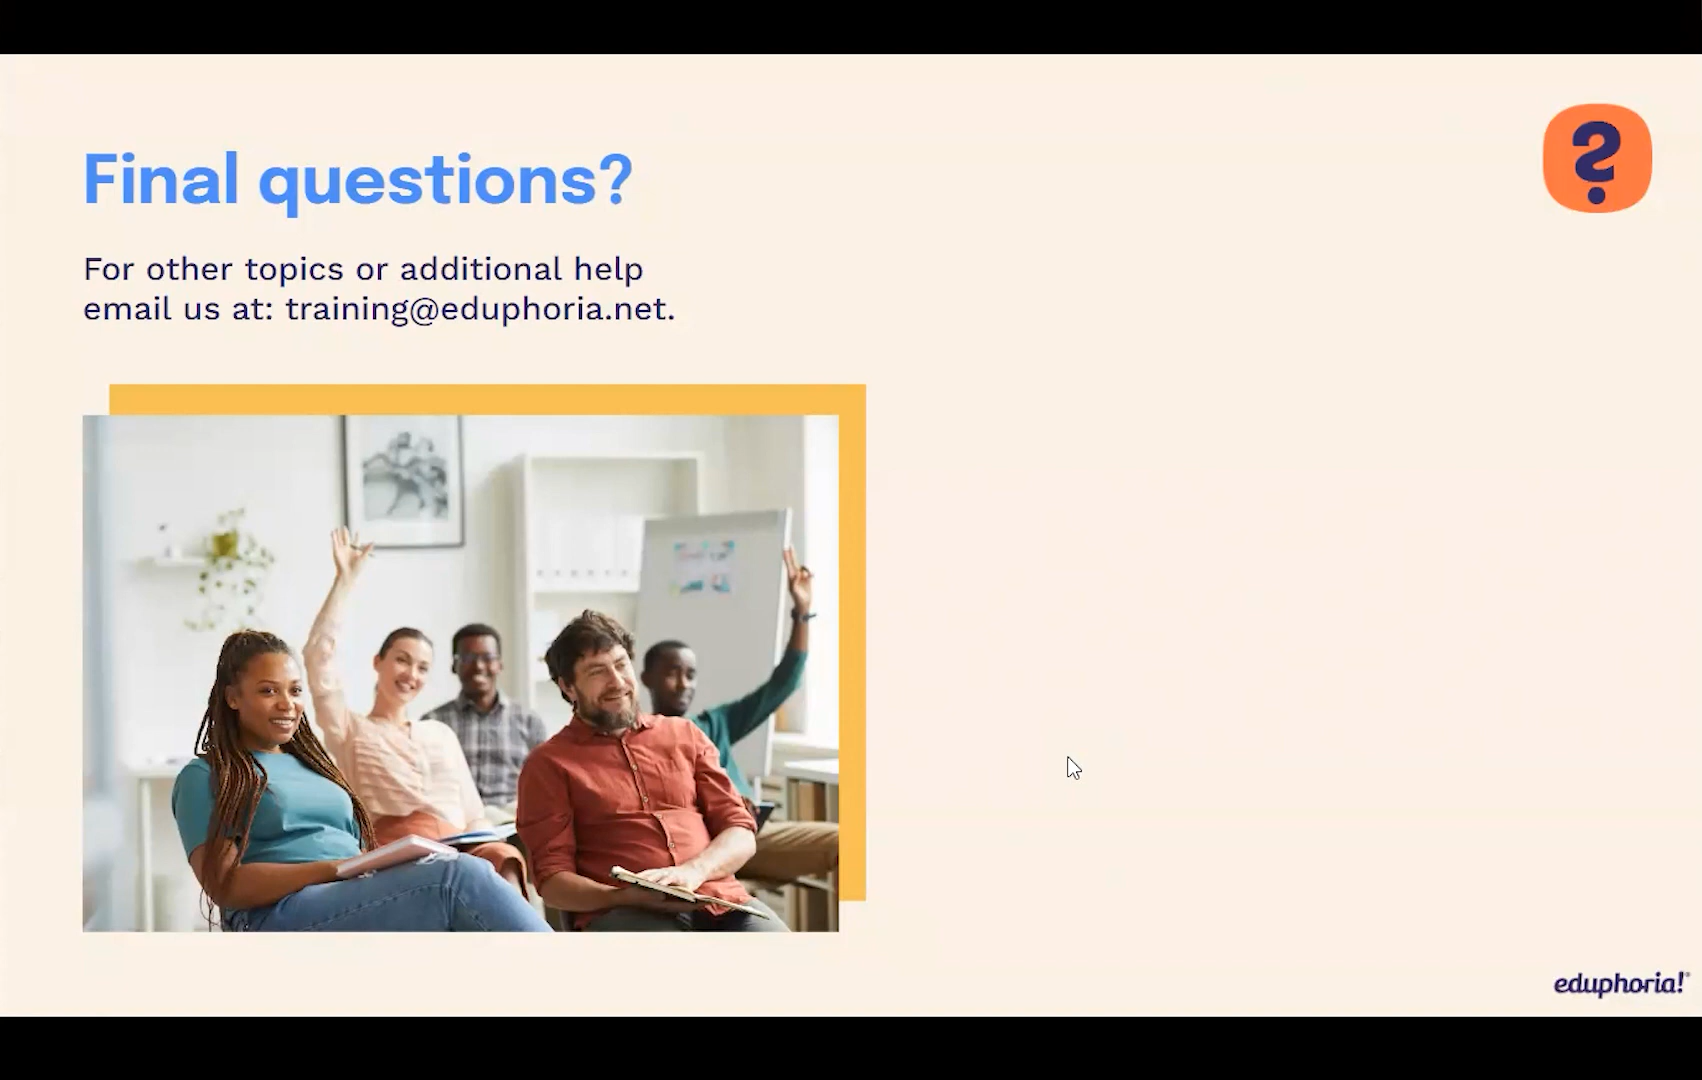 Final questions?
For other topics or additional help
email us at: training@eduphoria.net.
?
eduphoria!